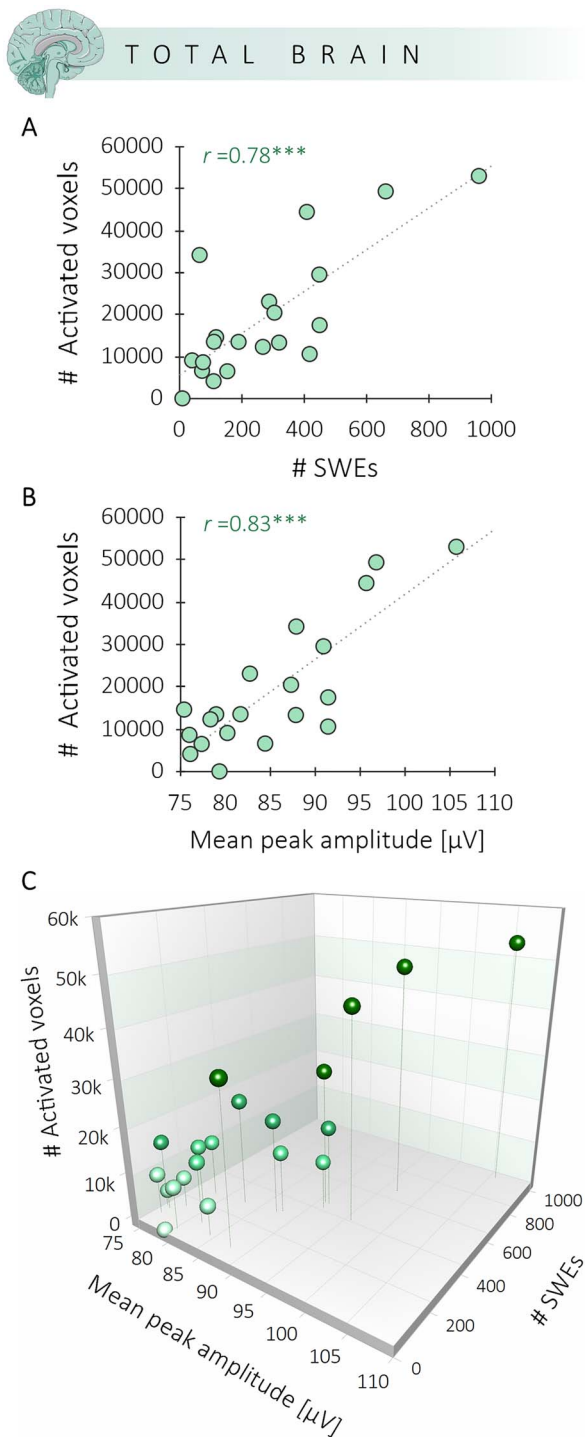 TOTAL BRAIN
A
r =0.78***
# Activated voxels
60000
50000
40000
30000
20000
10000
0
0 200 400 600 800 1000
# SWEs
B
r =0.83***
# Activated voxels
60000
50000
40000
30000
20000
10000
0
75 80 85 90 95 100 105 110
Mean peak amplitude [µV]
C
# Activated voxels
60k
50k
40k
30k
20k
10k
0
75 80 85 90 95 100 105 110
Mean peak amplitude [µV]
0 200 400 600 800 1000
# SWEs